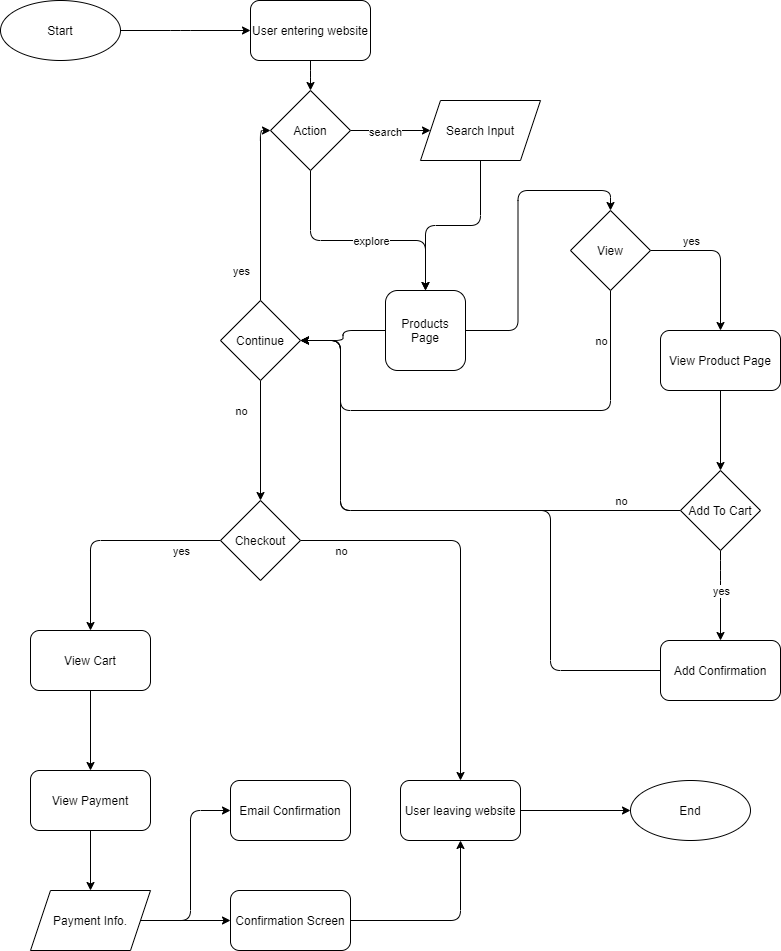 Start
User entering website
Action
search
Search Input
explore
View
yes
yes
Products
Page
Continue
no
View Product Page
no
no
Add To Cart
Checkout
yes
no
yes
View Cart
Add Confirmation
View Payment
Email Confirmation
User leaving website
End
Payment Info.
Confirmation Screen